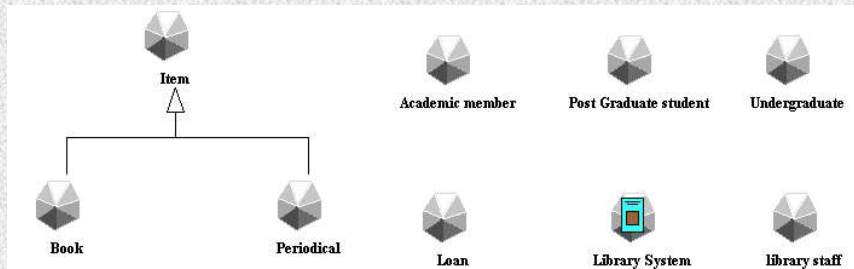 Item
Academic member
Post Graduate student
Undergraduate
Book
Periodical
Loan
Library System
library staff